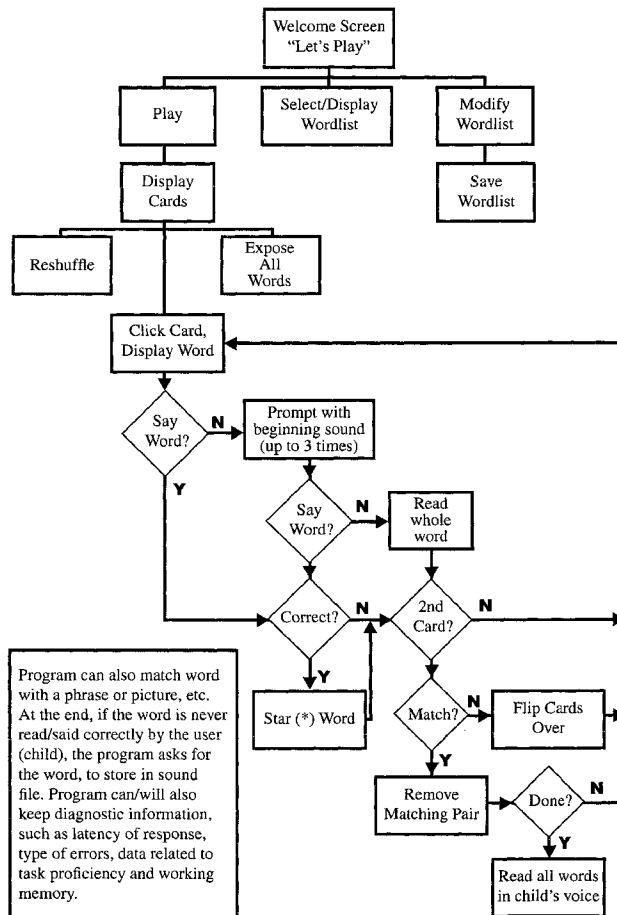 Welcome Screen
“Let's Play”
Play
Select/Display
Wordlist
Modify
Wordlist
Display
Cards
Save
Wordlist
Reshuffle
Expose
All
Words
Click Card,
Display Word
Say
Word?
N
Prompt with
beginning sound
(up to 3 times)
Y
Say
Word?
N
Read
whole
word
Correct?
N
2nd
Card?
N
Y
Star (*) Word
Match?
N
Flip Cards
Over
Y
Remove
Matching Pair
Done?
N
Y
Read all words
in child's voice
Program can also match word
with a phrase or picture, etc.
At the end, if the word is never
read/said correctly by the user
(child), the program asks for
the word, to store in sound
file. Program can/will also
keep diagnostic information,
such as latency of response,
type of errors, data related to
task proficiency and working
memory.